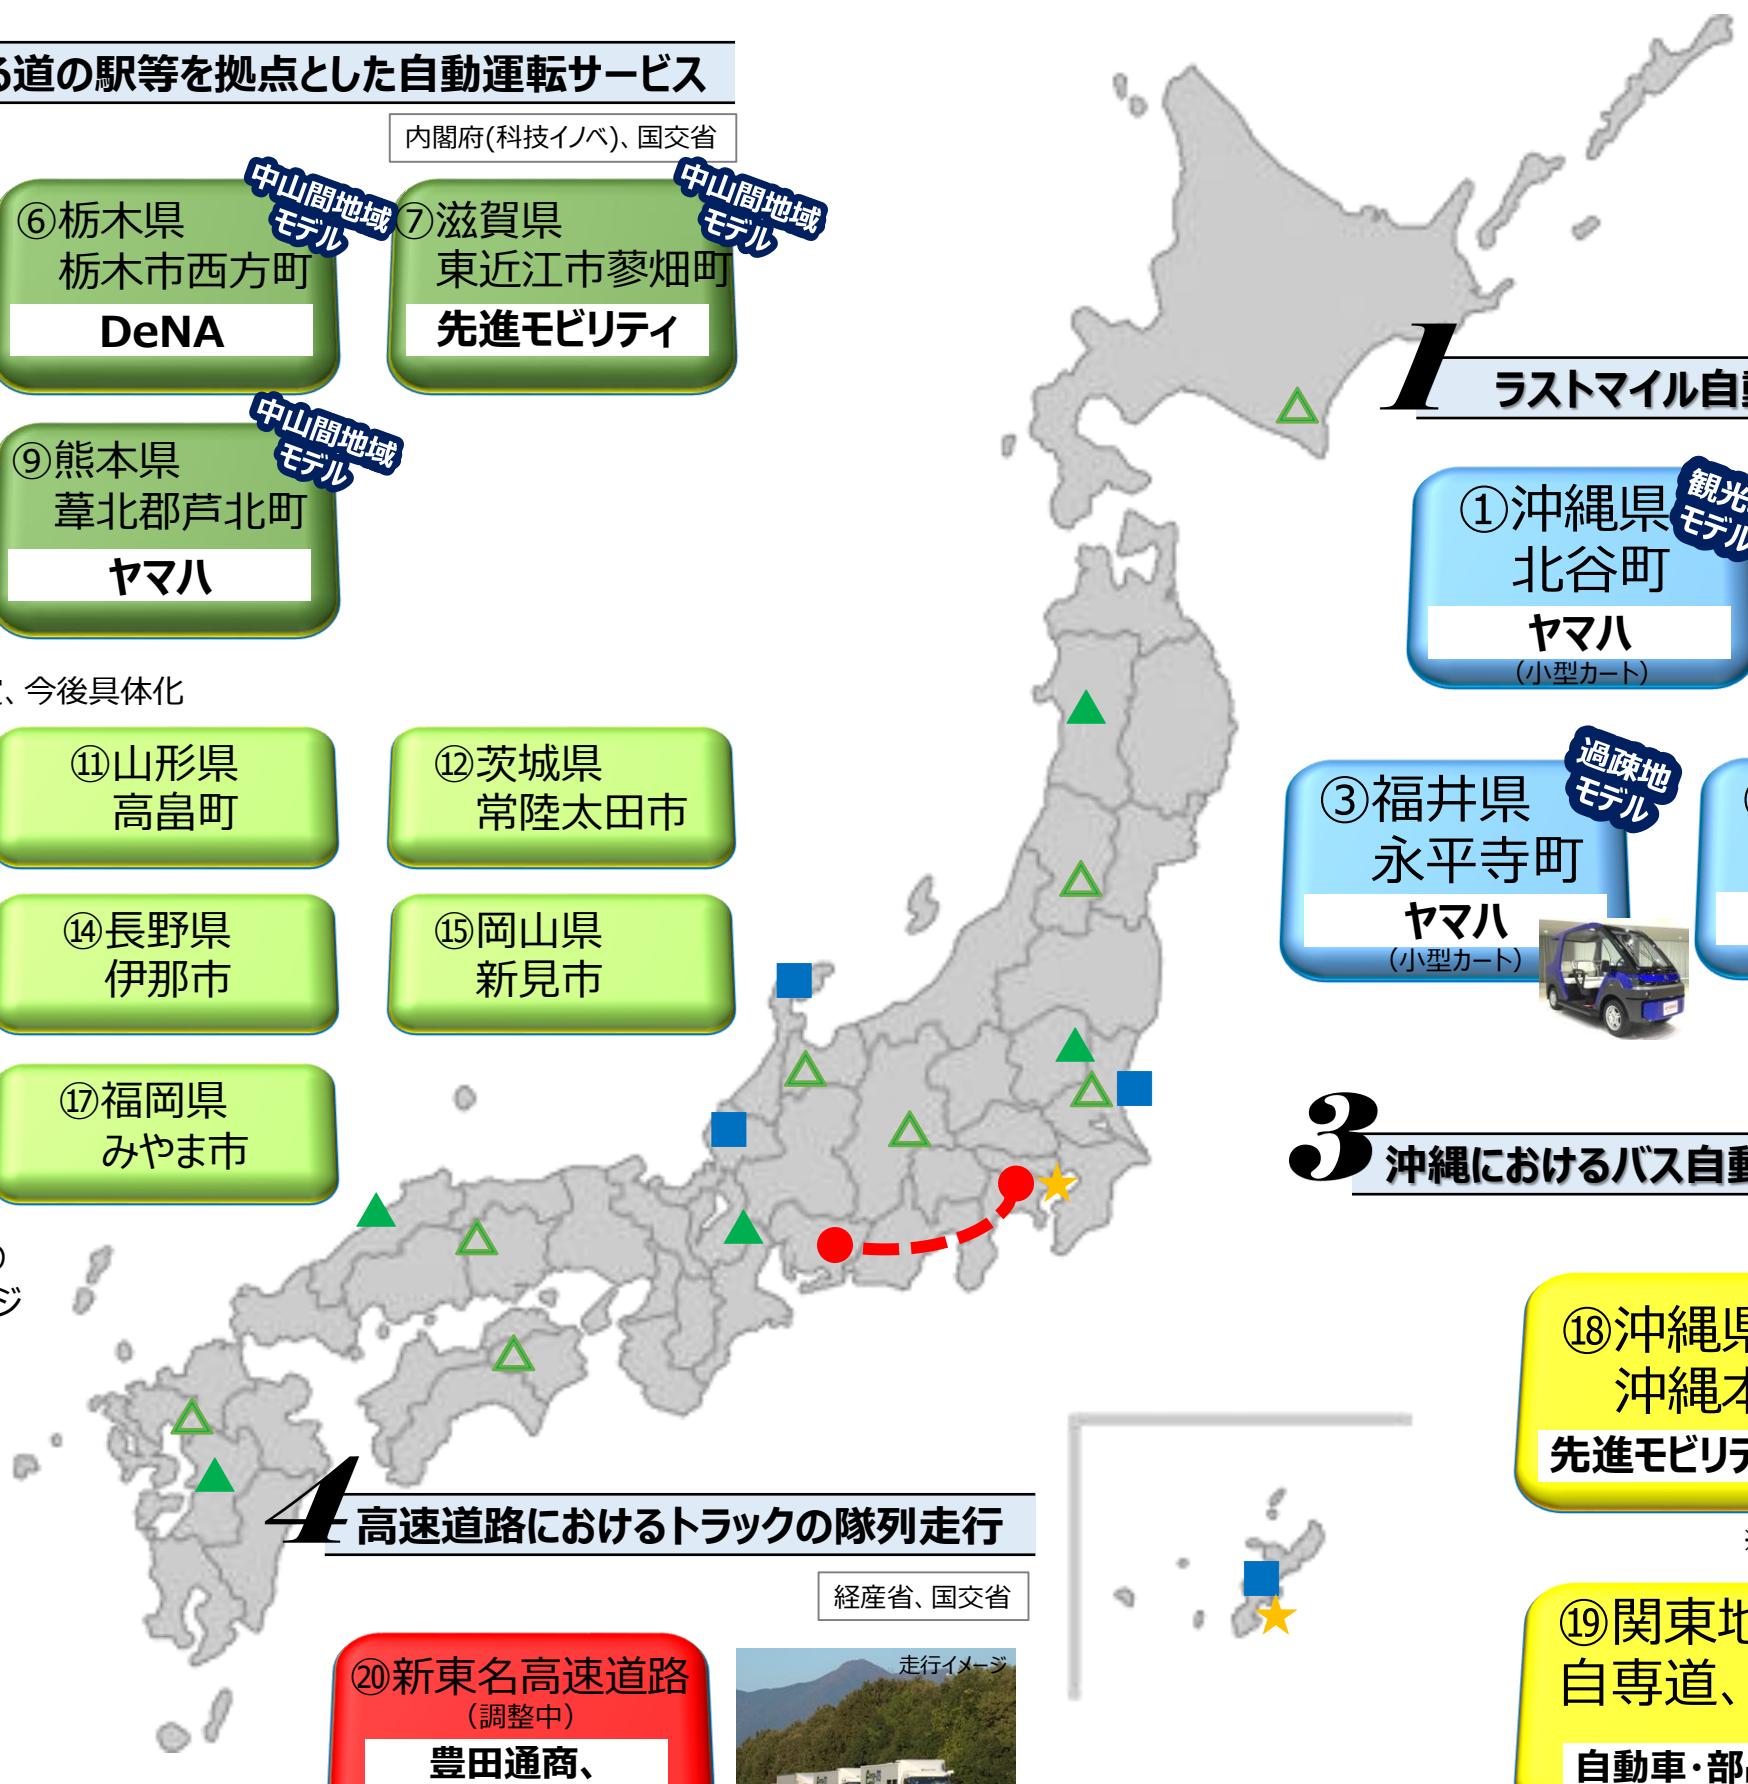 る道の駅等を拠点とした自動運転サービス
内閣府(科技イノベ)、国交省
⑥栃木県
栃木市西方町
中山間地域
モデル
DeNA
⑦滋賀県
東近江市蓼畑町
中山間地域
モデル
先進モビリティ
⑨熊本県
葦北郡芦北町
中山間地域
モデル
ヤマハ
、今後具体化
⑪山形県
高畠町
⑫茨城県
常陸太田市
⑭長野県
伊那市
⑮岡山県
新見市
⑰福岡県
みやま市
ジ
1
ラストマイル自動
①沖縄県
北谷町
観光
モデル
ヤマハ
(小型カート)
③福井県
永平寺町
過疎地
モデル
ヤマハ
(小型カート)
3
沖縄におけるバス自動
⑱沖縄県
沖縄本
先進モビリテ
⑲関東地
自専道、
自動車・部品
4
高速道路におけるトラックの隊列走行
経産省、国交省
⑳新東名高速道路
(調整中)
豊田通商、
走行イメージ